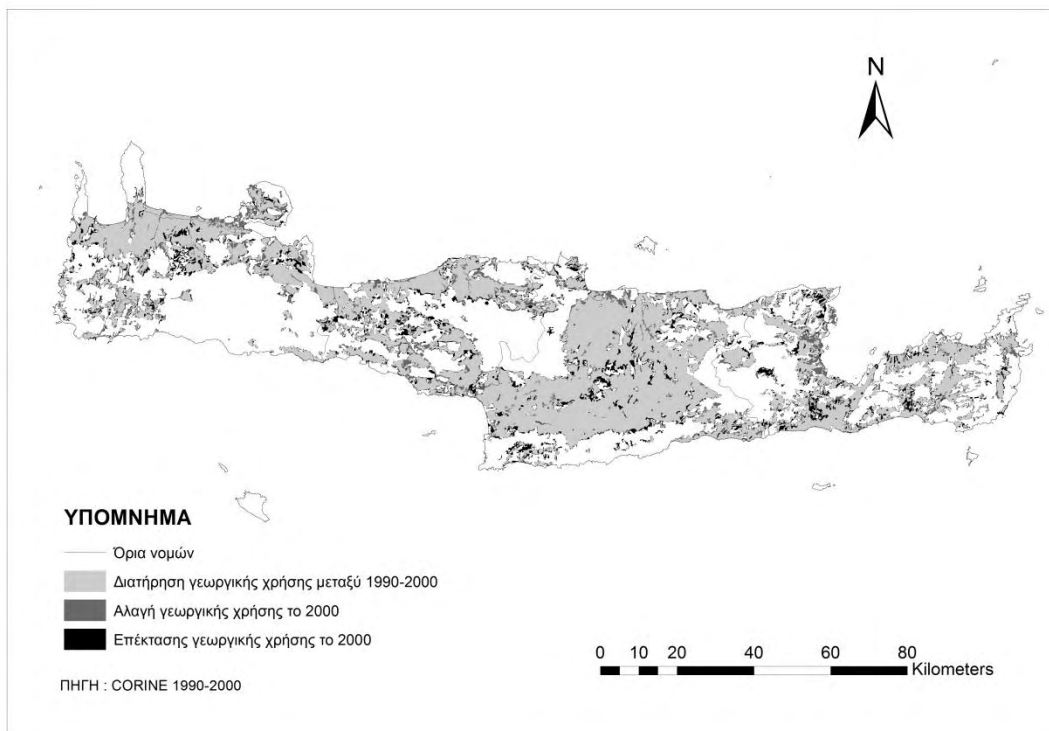 N
ΥΠΟΜΝΗΜΑ
Όρια νομών
Διατήρηση γεωργικής χρήσης μεταξύ 1990-2000
Αλαγή γεωργικής χρήσης το 2000
Επέκτασης γεωργικής χρήσης το 2000
ΠΗΓΗ : CORINE 1990-2000
0 10 20 40 60 80
Kilometers